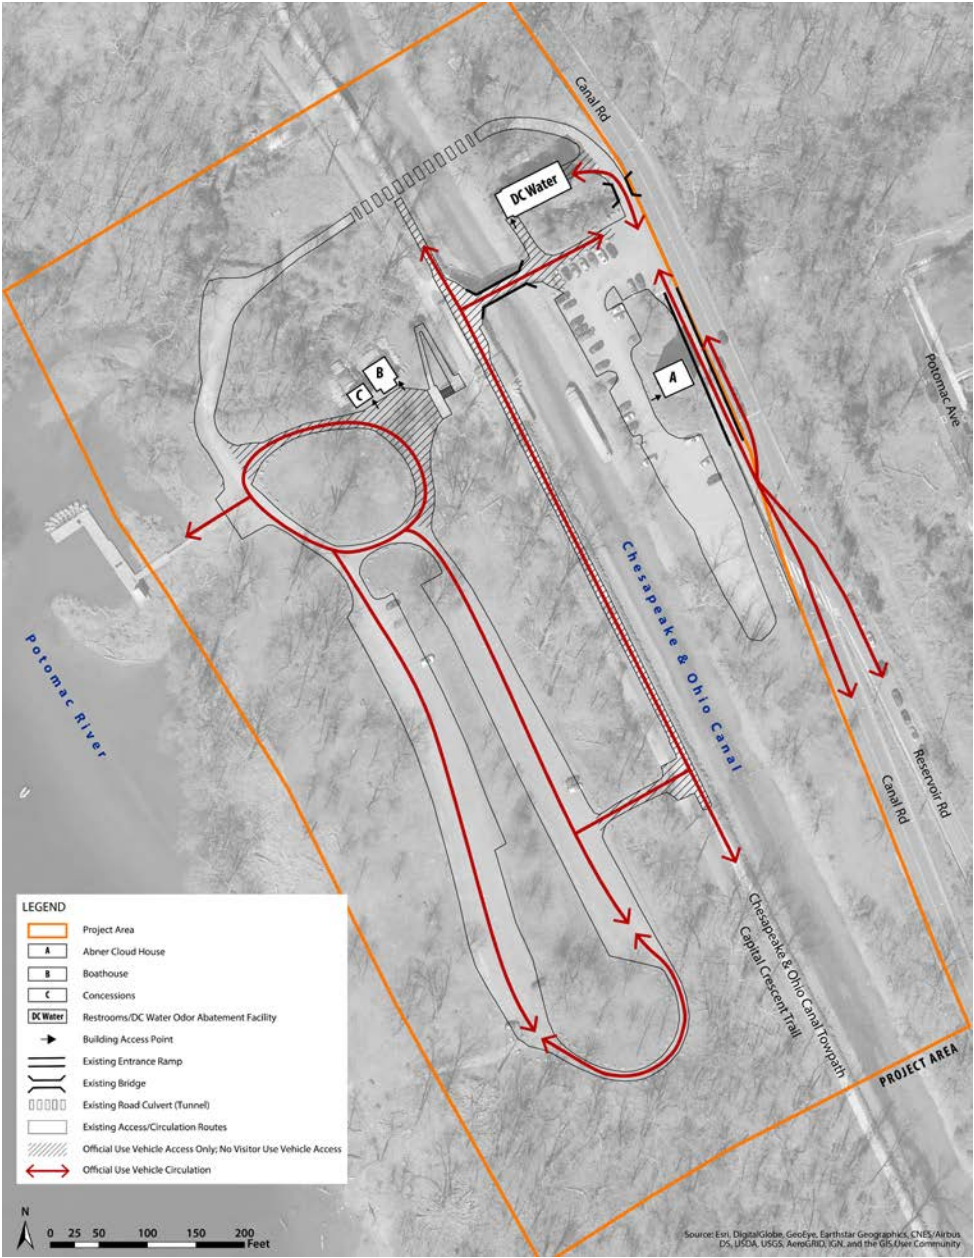 Canal Rd
DC Water
Potomac Ave
A
B
C
Chesapeake & Ohio Canal
Potomac River
Reservoir Rd
Canal Rd
Chesapeake & Ohio Canal Towpath
Capital Crescent Trail
PROJECT AREA
LEGEND
Project Area
A Abner Cloud House
B Boathouse
C Concessions
DC Water Restrooms/DC Water Odor Abatement Facility
Building Access Point
Existing Entrance Ramp
Existing Bridge
Existing Road Culvert (Tunnel)
Existing Access/Circulation Routes
Official Use Vehicle Access Only; No Visitor Use Vehicle Access
Official Use Vehicle Circulation
N
0 25 50 100 150 200
Feet
Source: Esri, DigitalGlobe, GeoEye, Earthstar Geographics, CNES/Airbus
DS, USDA, USGS, AeroGRID, IGN, and the GIS User Community